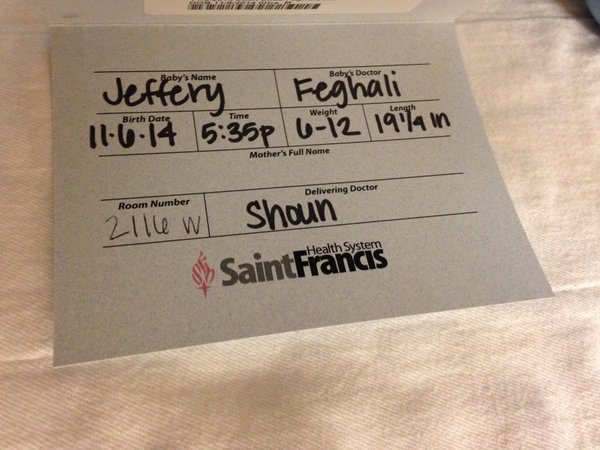 Baby's Name Baby's Doctor
Jeffery Feghali
Birth Date Time Weight Length
11.6.14 5:35p 6-12 19 1/4 in
Mother's Full Name
Room Number Delivering Doctor
2116 W Shoun
Health System
SaintFrancis